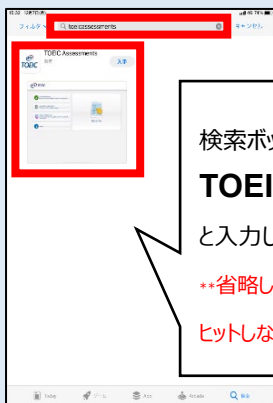 フィルタ
toeicassessments
キャンセル
TOEIC Assessments
入手
TOEIC
検索ボッ
TOEI
と入力し
**省略し
ヒットしな
Today
ゲーム
App
Arcade
検索